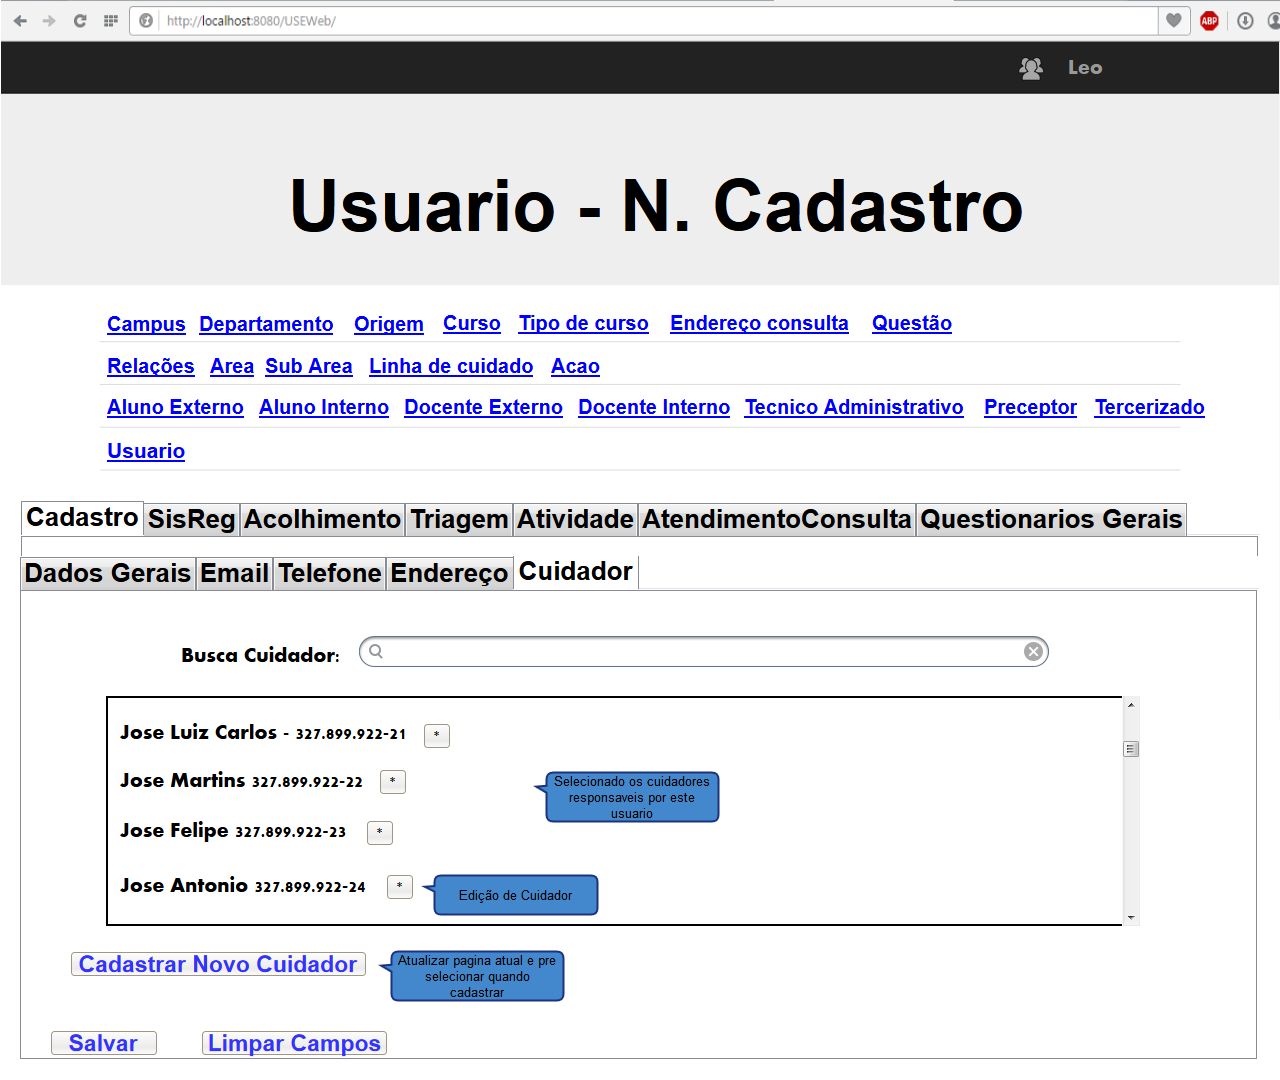 http://localhost:8080/USEWeb/
ABP
Leo
Usuario - N. Cadastro
Campus Departamento Origem Curso Tipo de curso Endereço consulta Questão
Relações Area Sub Area Linha de cuidado Acao
Aluno Externo Aluno Interno Docente Externo Docente Interno Tecnico Administrativo Preceptor Tercerizado
Usuario
Cadastro SisReg Acolhimento Triagem Atividade AtendimentoConsulta Questionarios Gerais
Dados Gerais Email Telefone Endereço Cuidador
Busca Cuidador:
Jose Luiz Carlos - 327.899.922-21 *
Jose Martins 327.899.922-22 *
Selecionado os cuidadores
responsaveis por este
usuario
Jose Felipe 327.899.922-23 *
Jose Antonio 327.899.922-24 *
Edição de Cuidador
Cadastrar Novo Cuidador
Atualizar pagina atual e pre
selecionar quando
cadastrar
Salvar Limpar Campos